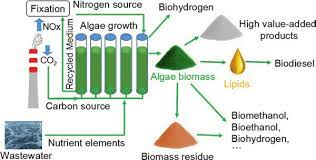 Fixation
Nitrogen source
NOx
Algae growth
Biohydrogen
High value-added
products
Recycled Medium
CO₂
Algae biomass
Lipids
Biodiesel
Carbon source
Nutrient elements
Wastewater
Biomass residue
Biomethanol,
Bioethanol,
Biohydrogen,
...